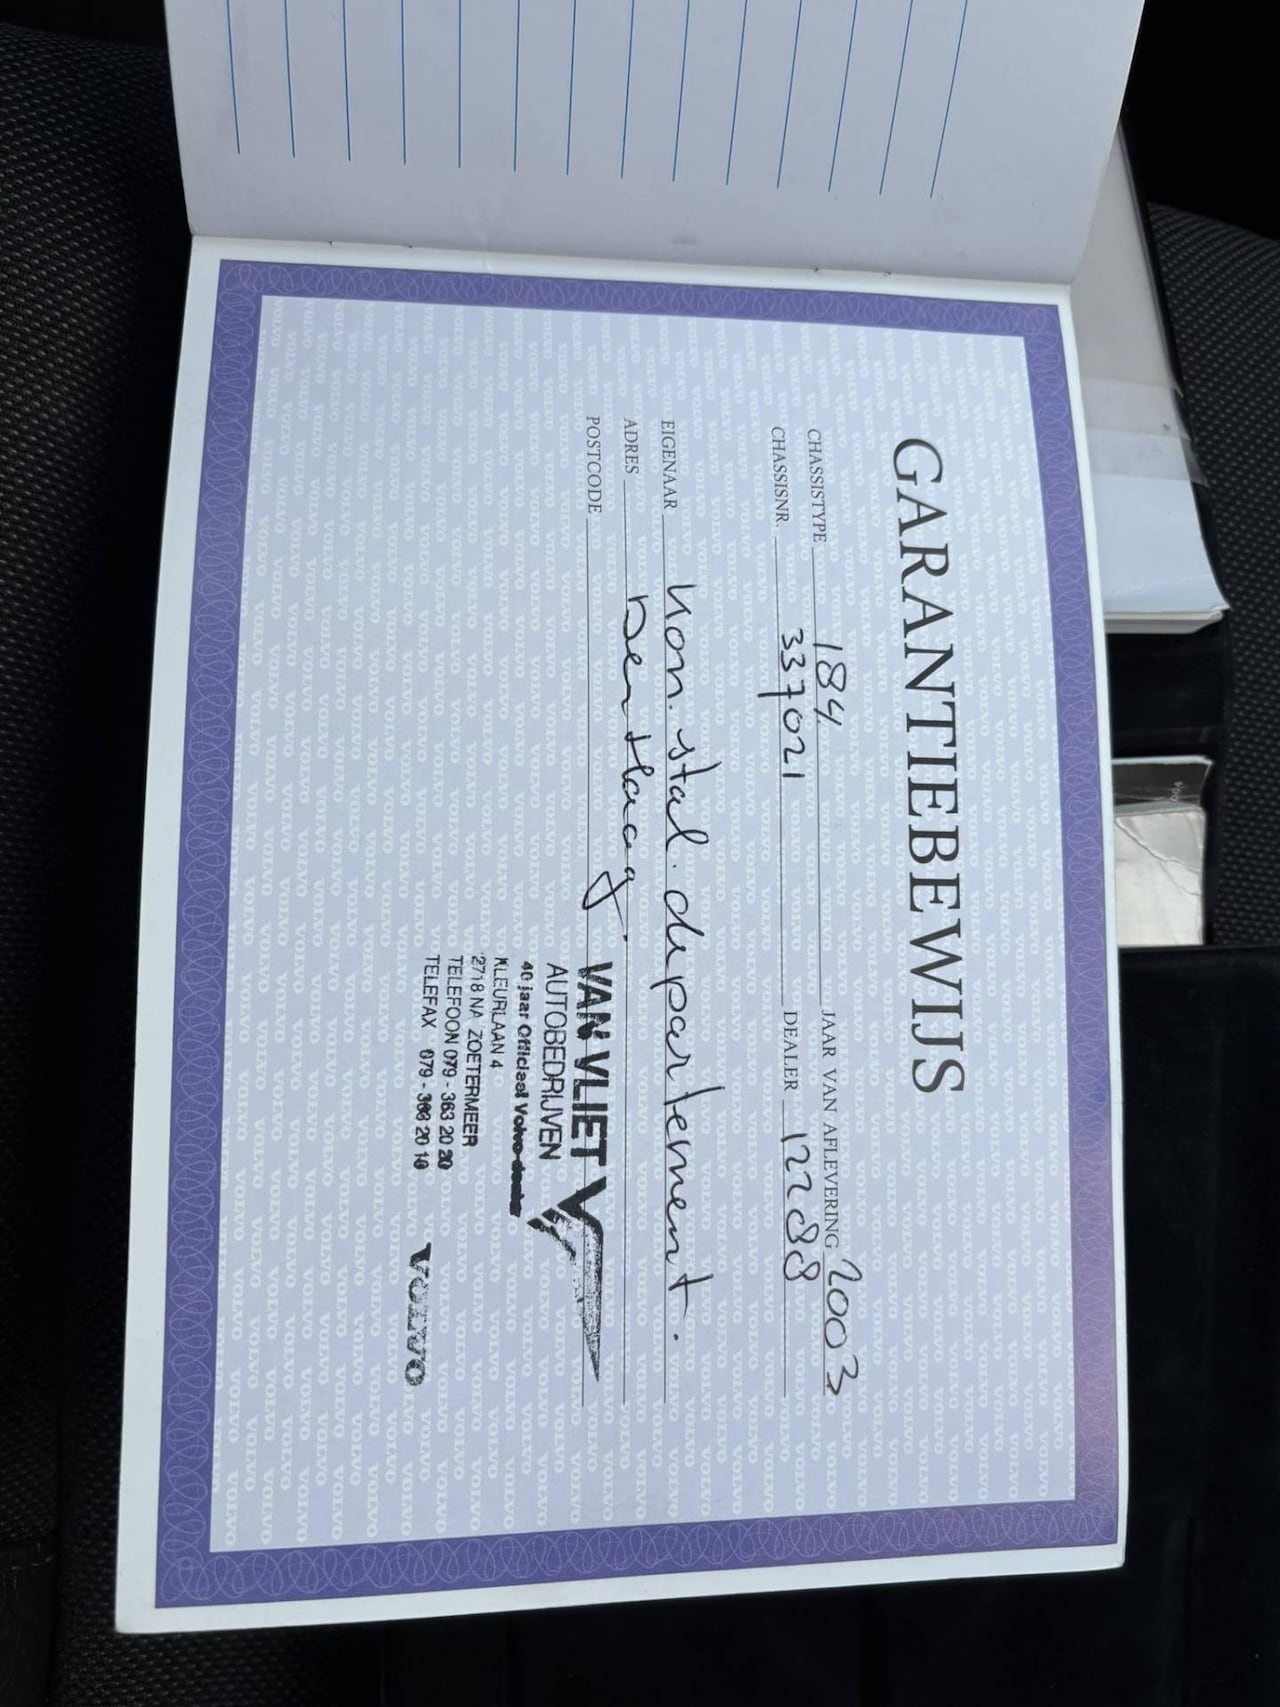 GARANTIEBEWIJS
CHASSISTYPE 184 JAAR VAN AFLEVERING 2003
CHASSISNR. 337021 DEALER 12288
EIGENAAR Kon. stal. departement.
ADRES Den Haag.
POSTCODE
VAN VLIET
AUTOBEDRIJVEN
40 jaar Officieel Volvo-dealer
KLEURLAAN 4
2718 NA ZOETERMEER
TELEFOON 079 - 363 20 20
TELEFAX 079 - 363 20 18
VOLVO